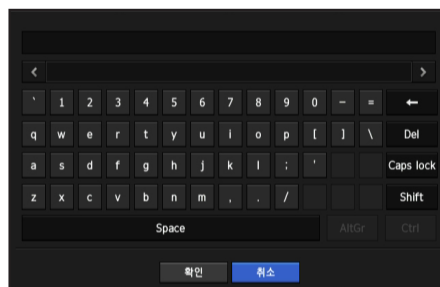 < >
` 1 2 3 4 5 6 7 8 9 0 - = ←
q w e r t y u i o p [ ] \ Del
a s d f g h j k l ; ' Caps lock
z x c v b n m , . / Shift
Space AltGr Ctrl
확인 취소